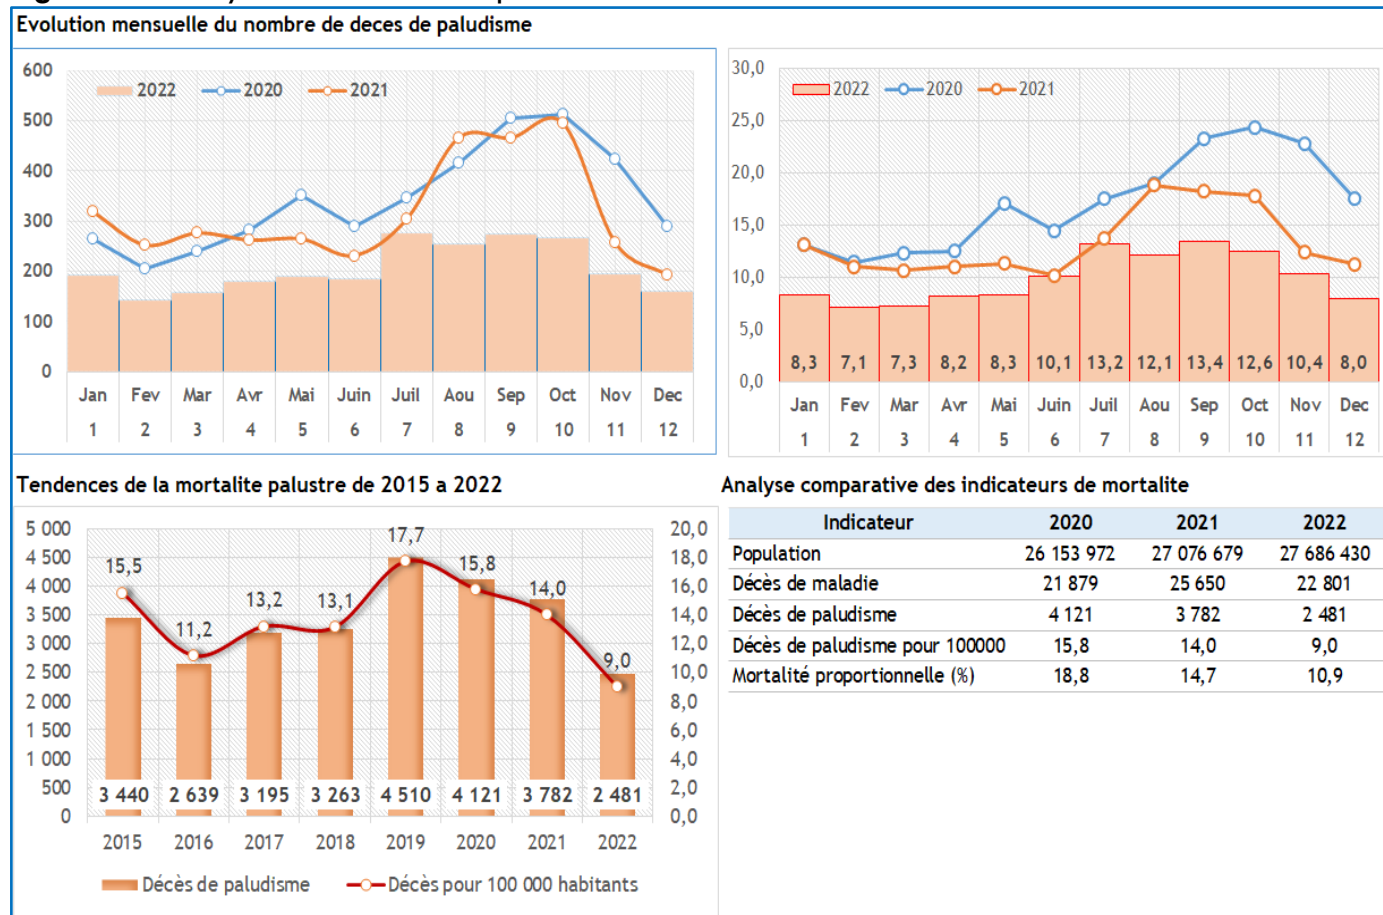 Evolution mensuelle du nombre de deces de paludisme
600
500
400
300
200
100
0
2022 2020 2021
Jan Fev Mar Avr Mai Juin Juil Aou Sep Oct Nov Dec
1 2 3 4 5 6 7 8 9 10 11 12
30,0
25,0
20,0
15,0
10,0
5,0
0,0
2022 2020 2021
8,3 7,1 7,3 8,2 8,3 10,1 13,2 12,1 13,4 12,6 10,4 8,0
Jan Fev Mar Avr Mai Juin Juil Aou Sep Oct Nov Dec
1 2 3 4 5 6 7 8 9 10 11 12
Tendences de la mortalite palustre de 2015 a 2022
5 000
4 500
4 000
3 500
3 000
2 500
2 000
1 500
1 000
500
0
15,5 11,2 13,2 13,1 17,7 15,8 14,0 9,0
3 440 2 639 3 195 3 263 4 510 4 121 3 782 2 481
20,0
18,0
16,0
14,0
12,0
10,0
8,0
6,0
4,0
2,0
0,0
2015 2016 2017 2018 2019 2020 2021 2022
Décès de paludisme Décès pour 100 000 habitants
Analyse comparative des indicateurs de mortalite
Indicateur 2020 2021 2022
Population 26 153 972 27 076 679 27 686 430
Décès de maladie 21 879 25 650 22 801
Décès de paludisme 4 121 3 782 2 481
Décès de paludisme pour 100000 15,8 14,0 9,0
Mortalité proportionnelle (%) 18,8 14,7 10,9